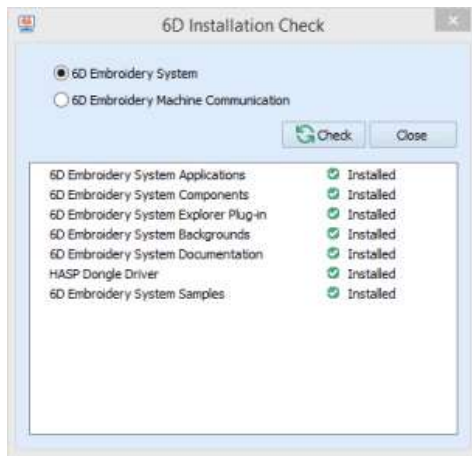 6D Installation Check
6D Embroidery System
6D Embroidery Machine Communication
Check Close
6D Embroidery System Applications Installed
6D Embroidery System Components Installed
6D Embroidery System Explorer Plug-in Installed
6D Embroidery System Backgrounds Installed
6D Embroidery System Documentation Installed
HASP Dongle Driver Installed
6D Embroidery System Samples Installed